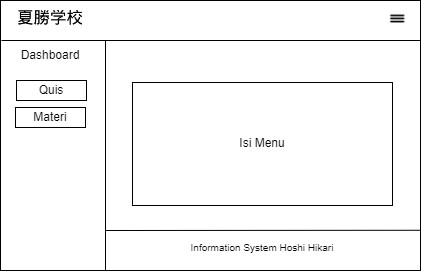 夏勝学校
Dashboard
Quis
Materi
Isi Menu
Information System Hoshi Hikari